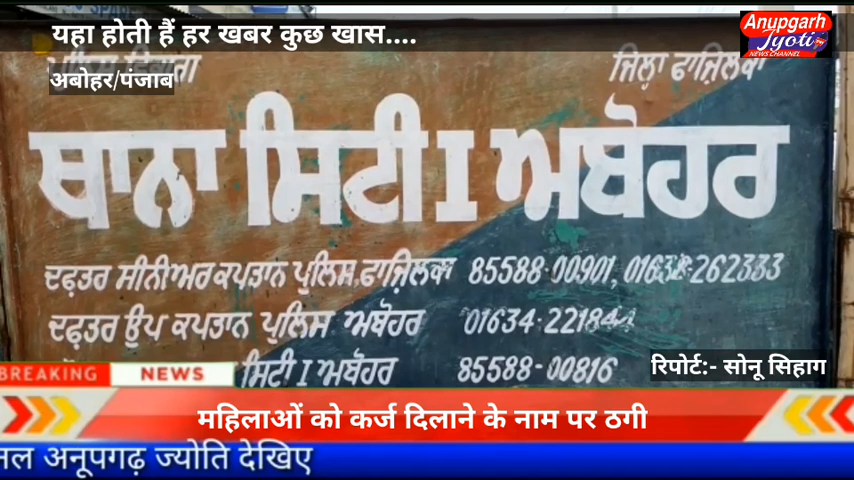 यहा होती हैं हर खबर कुछ खास....
Anupgarh
Jyoti
NEWS CHANNEL
अबोहर/पंजाब
ਜ਼ਿਲ੍ਹਾ ਫਾਜ਼ਿਲਕਾ
ਥਾਨਾ ਸਿਟੀ I ਅਬੋਹਰ
ਦਫ਼ਤਰ ਸੀਨੀਅਰ ਕਪਤਾਨ ਪੁਲਿਸ, ਫਾਜ਼ਿਲਕਾ 85588-00901, 01638-262333
ਦਫ਼ਤਰ ਉਪ ਕਪਤਾਨ ਪੁਲਿਸ ਅਬੋਹਰ 01634-221844
ਸਿਟੀ I ਅਬੋਹਰ 85588-00816
रिपोर्ट:- सोनू सिहाग
BREAKING NEWS
महिलाओं को कर्ज दिलाने के नाम पर ठगी
अनूपगढ़ ज्योति देखिए